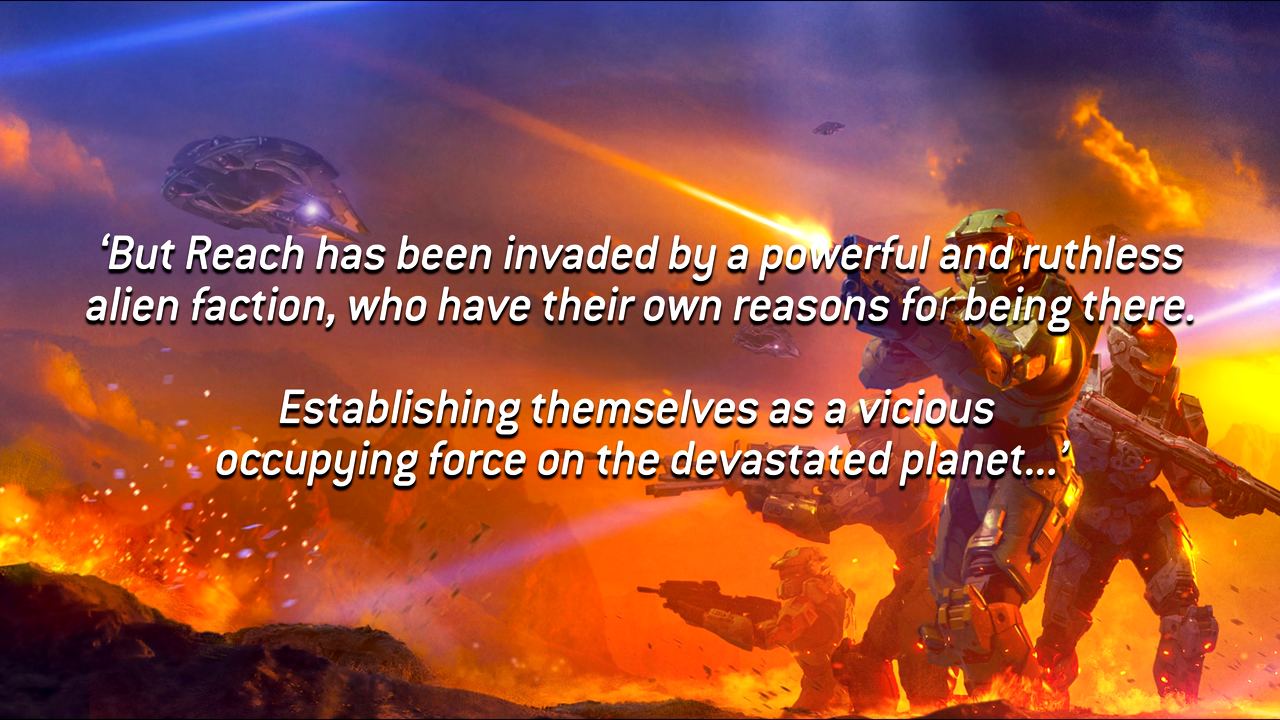 ‘But Reach has been invaded by a powerful and ruthless
alien faction, who have their own reasons for being there.
Establishing themselves as a vicious
occupying force on the devastated planet...’